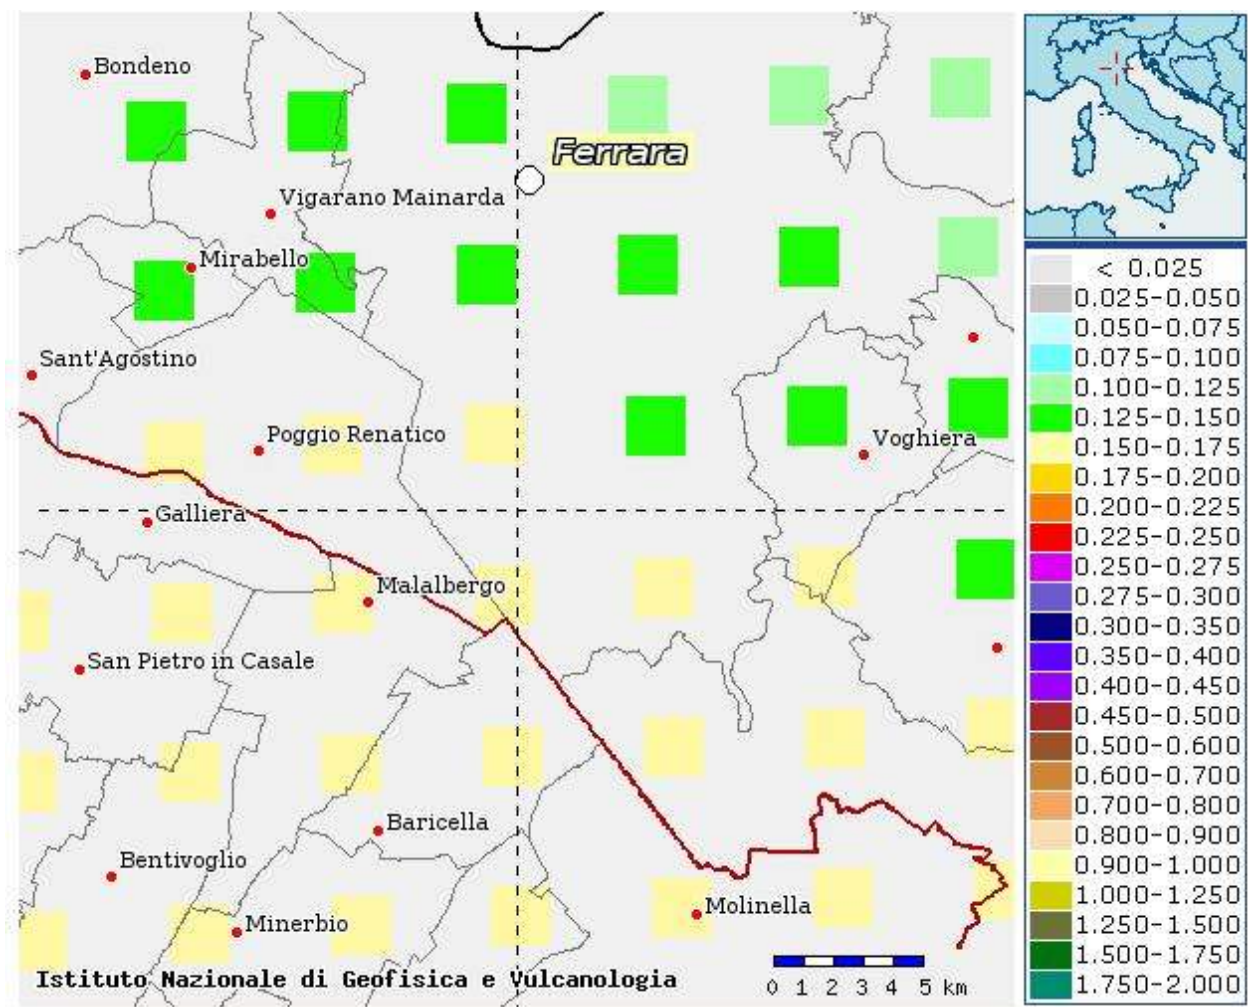 Bondeno
Ferrara
Vigarano Mainarda
Mirabello
Sant'Agostino
Poggio Renatico
Voghiera
Galliera
Malalbergo
San Pietro in Casale
Baricella
Bentivoglio
Molinella
Minerbio
Istituto Nazionale di Geofisica e Vulcanologia
0 1 2 3 4 5 km
< 0.025
0.025-0.050
0.050-0.075
0.075-0.100
0.100-0.125
0.125-0.150
0.150-0.175
0.175-0.200
0.200-0.225
0.225-0.250
0.250-0.275
0.275-0.300
0.300-0.350
0.350-0.400
0.400-0.450
0.450-0.500
0.500-0.600
0.600-0.700
0.700-0.800
0.800-0.900
0.900-1.000
1.000-1.250
1.250-1.500
1.500-1.750
1.750-2.000